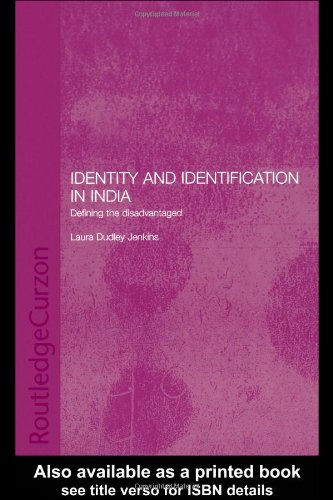 IDENTITY AND IDENTIFICATION
IN INDIA
Defining the disadvantaged
Laura Dudley Jenkins
RoutledgeCurzon
Also available as a printed book
see title verso for ISBN details